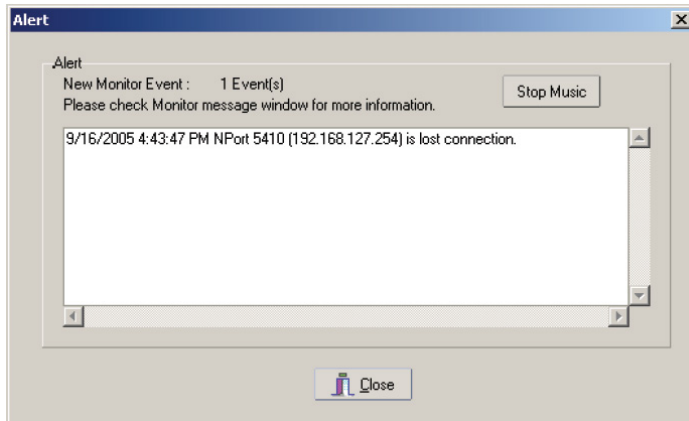 Alert
Alert
New Monitor Event : 1 Event(s)
Stop Music
Please check Monitor message window for more information.
9/16/2005 4:43:47 PM NPort 5410 (192.168.127.254) is lost connection.
Close